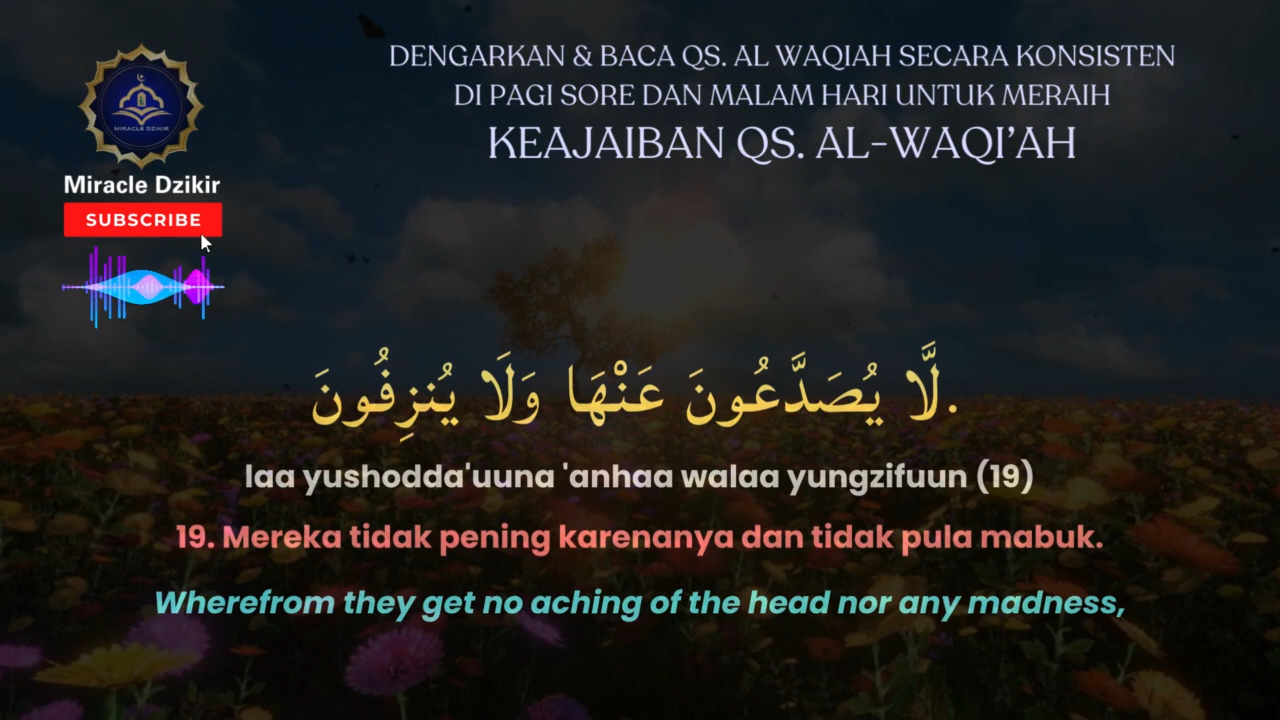 DENGARKAN & BACA QS. AL WAQIAH SECARA KONSISTEN
DI PAGI SORE DAN MALAM HARI UNTUK MERAIH
KEAJAIBAN QS. AL-WAQI’AH
MIRACLE DZIKIR
Miracle Dzikir
SUBSCRIBE
لَّا يُصَدَّعُونَ عَنْهَا وَلَا يُنزِفُونَ.
laa yushodda'uuna 'anhaa walaa yungzifuun (19)
19. Mereka tidak pening karenanya dan tidak pula mabuk.
Wherefrom they get no aching of the head nor any madness,